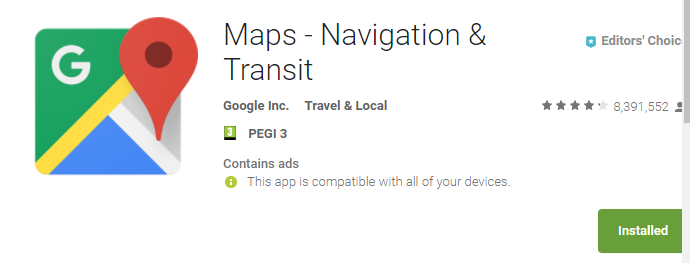 G
Maps - Navigation &
Transit
Editors' Choic
Google Inc. Travel & Local
8,391,552
3 PEGI 3
Contains ads
This app is compatible with all of your devices.
Installed